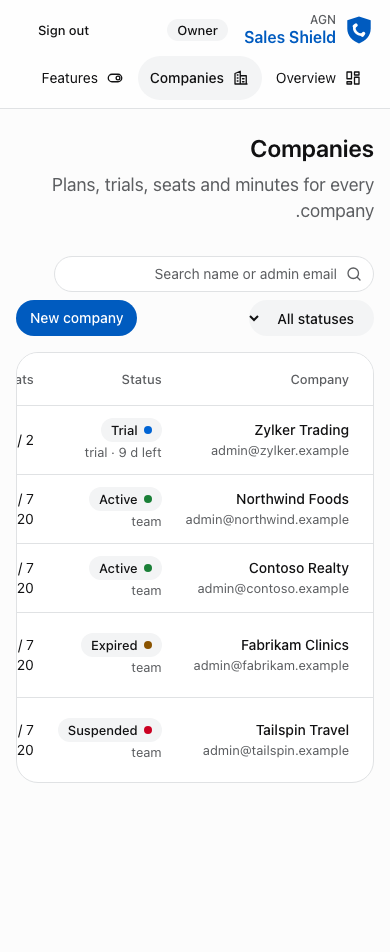 AGN
Sales Shield
Owner
Sign out
Overview
Companies
Features
Companies
Plans, trials, seats and minutes for every
.company
Search name or admin email
All statuses
New company
Company
Status
ats
Zylker Trading
admin@zylker.example
Trial
trial · 9 d left
/ 2
Northwind Foods
admin@northwind.example
Active
team
/ 7
20
Contoso Realty
admin@contoso.example
Active
team
/ 7
20
Fabrikam Clinics
admin@fabrikam.example
Expired
team
/ 7
20
Tailspin Travel
admin@tailspin.example
Suspended
team
/ 7
20